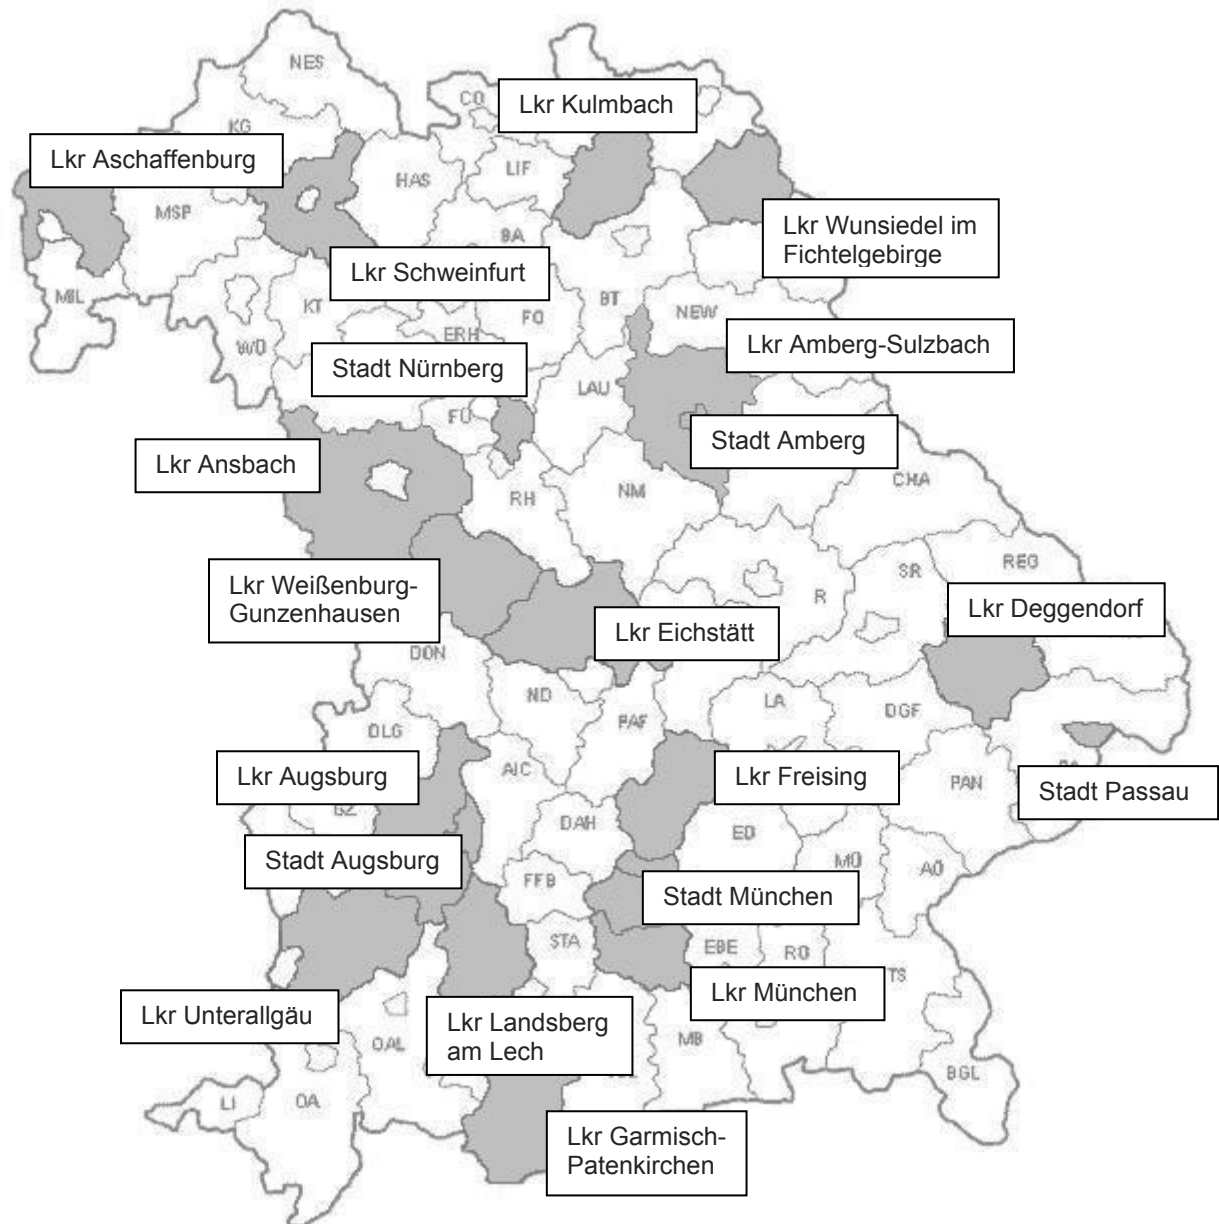 NES
CO
Lkr Kulmbach
KG
Lkr Aschaffenburg
HAS
LIF
MSP
Lkr Wunsiedel im
Fichtelgebirge
BA
Lkr Schweinfurt
MIL
KT
BT
NEW
FO
ERH
WÜ
Lkr Amberg-Sulzbach
Stadt Nürnberg
LAU
FÜ
Stadt Amberg
Lkr Ansbach
CHA
RH
NM
REG
SR
Lkr Weißenburg-
Gunzenhausen
R
Lkr Deggendorf
Lkr Eichstätt
DON
ND
LA
DGF
PAF
DLG
Lkr Augsburg
AIC
Lkr Freising
PAN
Stadt Passau
GZ
DAH
ED
Stadt Augsburg
MÜ
AÖ
FFB
Stadt München
STA
EBE
RO
TS
Lkr Unterallgäu
Lkr München
Lkr Landsberg
am Lech
OAL
MB
BGL
LI
OA
Lkr Garmisch-
Patenkirchen